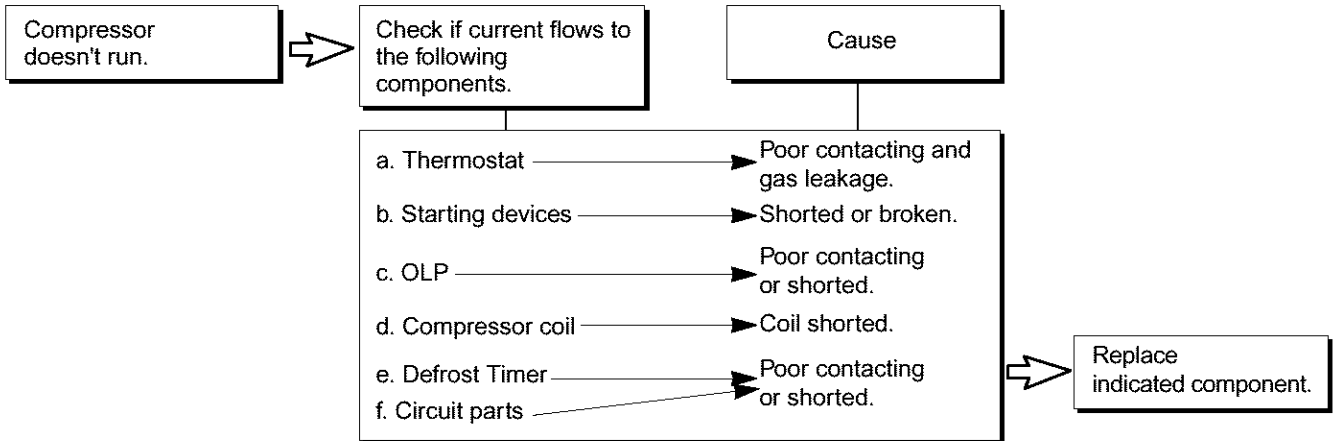 Compressor
doesn't run.
Check if current flows to
the following
components.
Cause
a. Thermostat
Poor contacting and
gas leakage.
b. Starting devices
Shorted or broken.
c. OLP
Poor contacting
or shorted.
d. Compressor coil
Coil shorted.
e. Defrost Timer
f. Circuit parts
Poor contacting
or shorted.
Replace
indicated component.